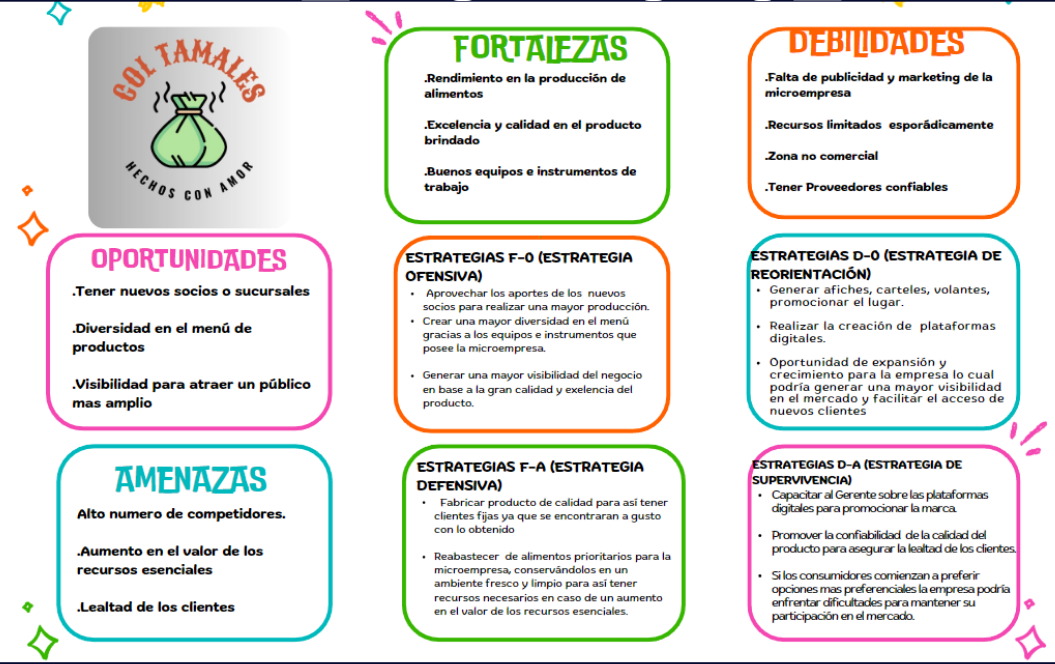 COL TAMALES
HECHOS CON AMOR
FORTALEZAS
.Rendimiento en la producción de
alimentos
.Excelencia y calidad en el producto
brindado
.Buenos equipos e instrumentos de
trabajo
DEBILIDADES
.Falta de publicidad y marketing de la
microempresa
.Recursos limitados esporádicamente
.Zona no comercial
.Tener Proveedores confiables
OPORTUNIDADES
.Tener nuevos socios o sucursales
.Diversidad en el menú de
productos
.Visibilidad para atraer un público
mas amplio
ESTRATEGIAS F-O (ESTRATEGIA
OFENSIVA)
• Aprovechar los aportes de los nuevos
socios para realizar una mayor producción.
• Crear una mayor diversidad en el menú
gracias a los equipos e instrumentos que
posee la microempresa.
• Generar una mayor visibilidad del negocio
en base a la gran calidad y exelencia del
producto.
ESTRATEGIAS D-O (ESTRATEGIA DE
REORIENTACIÓN)
• Generar afiches, carteles, volantes,
promocionar el lugar.
• Realizar la creación de plataformas
digitales.
• Oportunidad de expansión y
crecimiento para la empresa lo cual
podría generar una mayor visibilidad
en el mercado y facilitar el acceso de
nuevos clientes
AMENAZAS
Alto numero de competidores.
.Aumento en el valor de los
recursos esenciales
.Lealtad de los clientes
ESTRATEGIAS F-A (ESTRATEGIA
DEFENSIVA)
• Fabricar producto de calidad para así tener
clientes fijas ya que se encontraran a gusto
con lo obtenido
• Reabastecer de alimentos prioritarios para la
microempresa, conservándolos en un
ambiente fresco y limpio para así tener
recursos necesarios en caso de un aumento
en el valor de los recursos esenciales.
ESTRATEGIAS D-A (ESTRATEGIA DE
SUPERVIVENCIA)
• Capacitar al Gerente sobre las plataformas
digitales para promocionar la marca.
• Promover la confiabilidad de la calidad del
producto para asegurar la lealtad de los clientes.
• Si los consumidores comienzan a preferir
opciones mas preferenciales la empresa podría
enfrentar dificultades para mantener su
participación en el mercado.